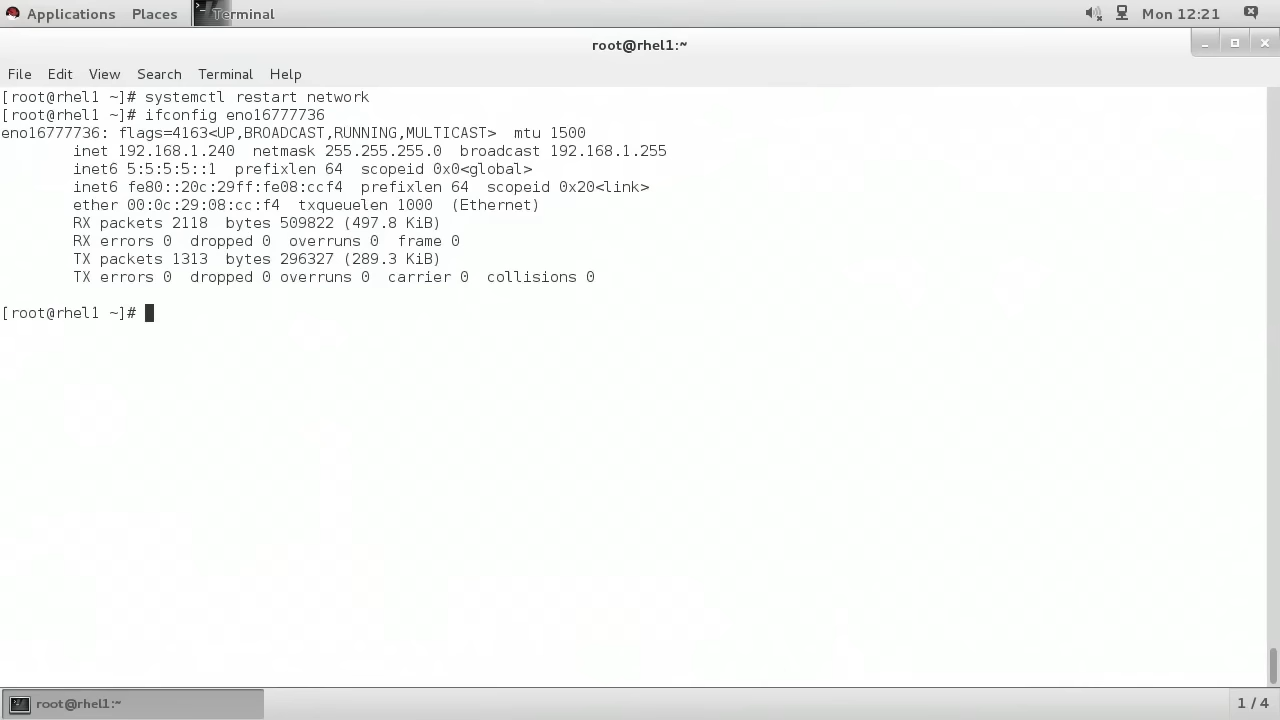 Applications Places Terminal Mon 12:21
root@rhel1:~
File Edit View Search Terminal Help
[root@rhel1 ~]# systemctl restart network
[root@rhel1 ~]# ifconfig eno16777736
eno16777736: flags=4163<UP,BROADCAST,RUNNING,MULTICAST>  mtu 1500
        inet 192.168.1.240  netmask 255.255.255.0  broadcast 192.168.1.255
        inet6 5:5:5:5::1  prefixlen 64  scopeid 0x0<global>
        inet6 fe80::20c:29ff:fe08:ccf4  prefixlen 64  scopeid 0x20<link>
        ether 00:0c:29:08:cc:f4  txqueuelen 1000  (Ethernet)
        RX packets 2118  bytes 509822 (497.8 KiB)
        RX errors 0  dropped 0  overruns 0  frame 0
        TX packets 1313  bytes 296327 (289.3 KiB)
        TX errors 0  dropped 0 overruns 0  carrier 0  collisions 0
[root@rhel1 ~]#
root@rhel1:~ 1 / 4